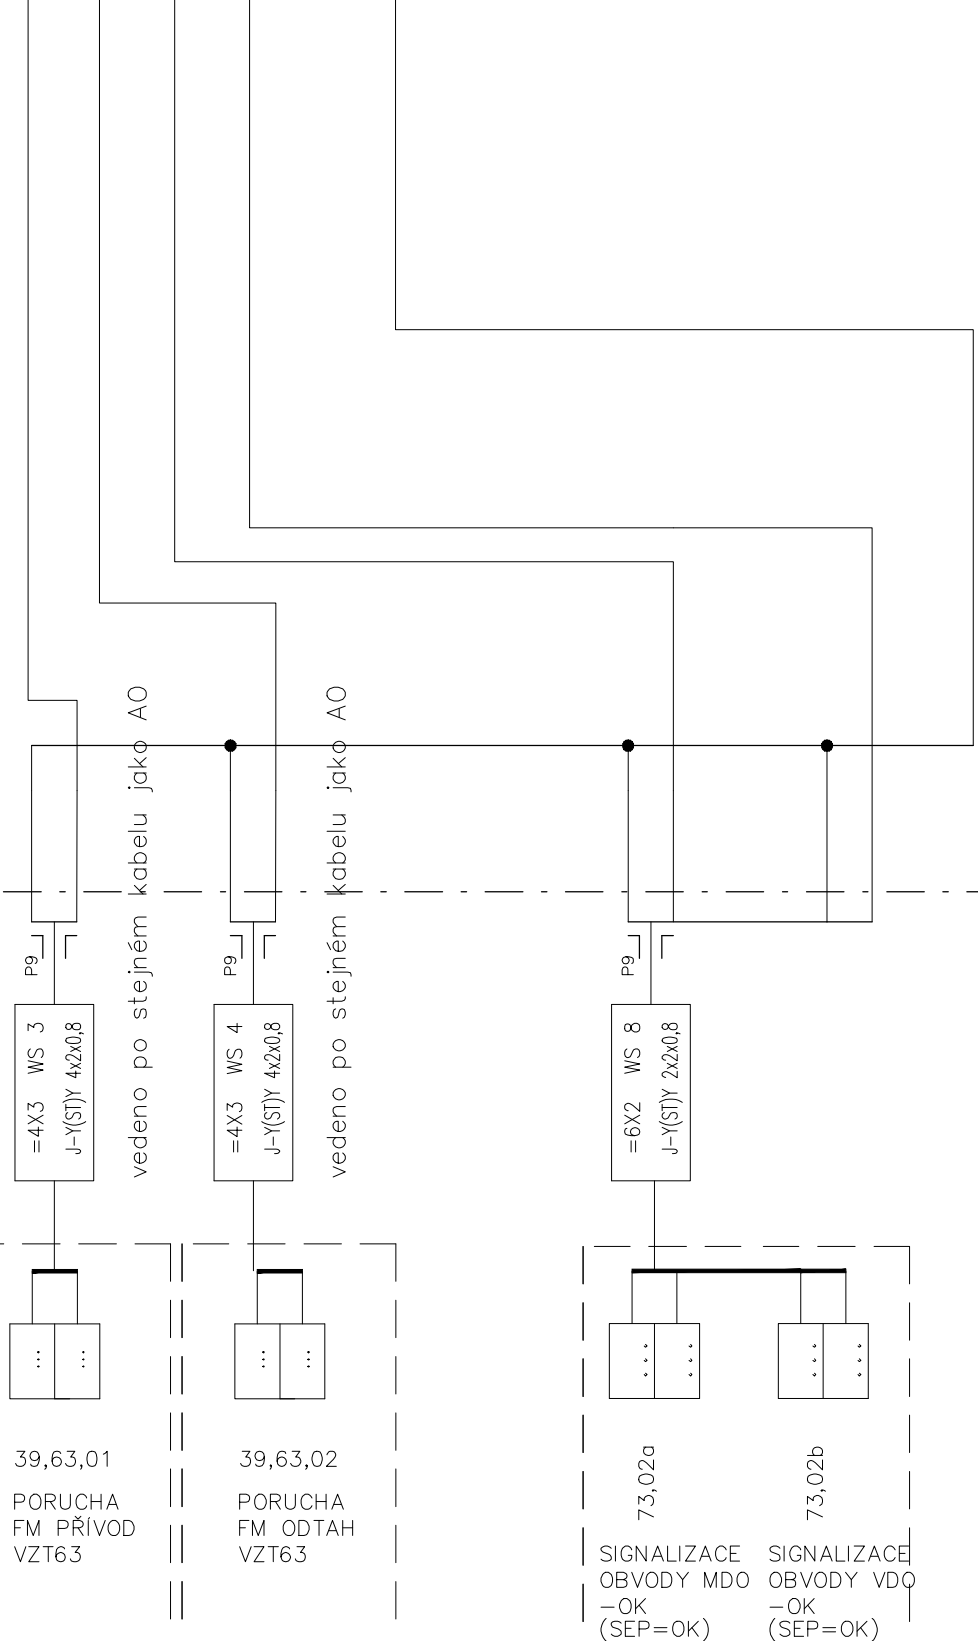 vedeno po stejném kabelu jako AO
vedeno po stejném kabelu jako AO
P9
P9
P9
=4X3 WS 3
J-Y(ST)Y 4x2x0,8
=4X3 WS 4
J-Y(ST)Y 4x2x0,8
=6X2 WS 8
J-Y(ST)Y 2x2x0,8
39,63,01
PORUCHA
FM PŘÍVOD
VZT63
39,63,02
PORUCHA
FM ODTAH
VZT63
73,02a
SIGNALIZACE
OBVODY MDO
-OK
(SEP=OK)
73,02b
SIGNALIZACE
OBVODY VDO
-OK
(SEP=OK)